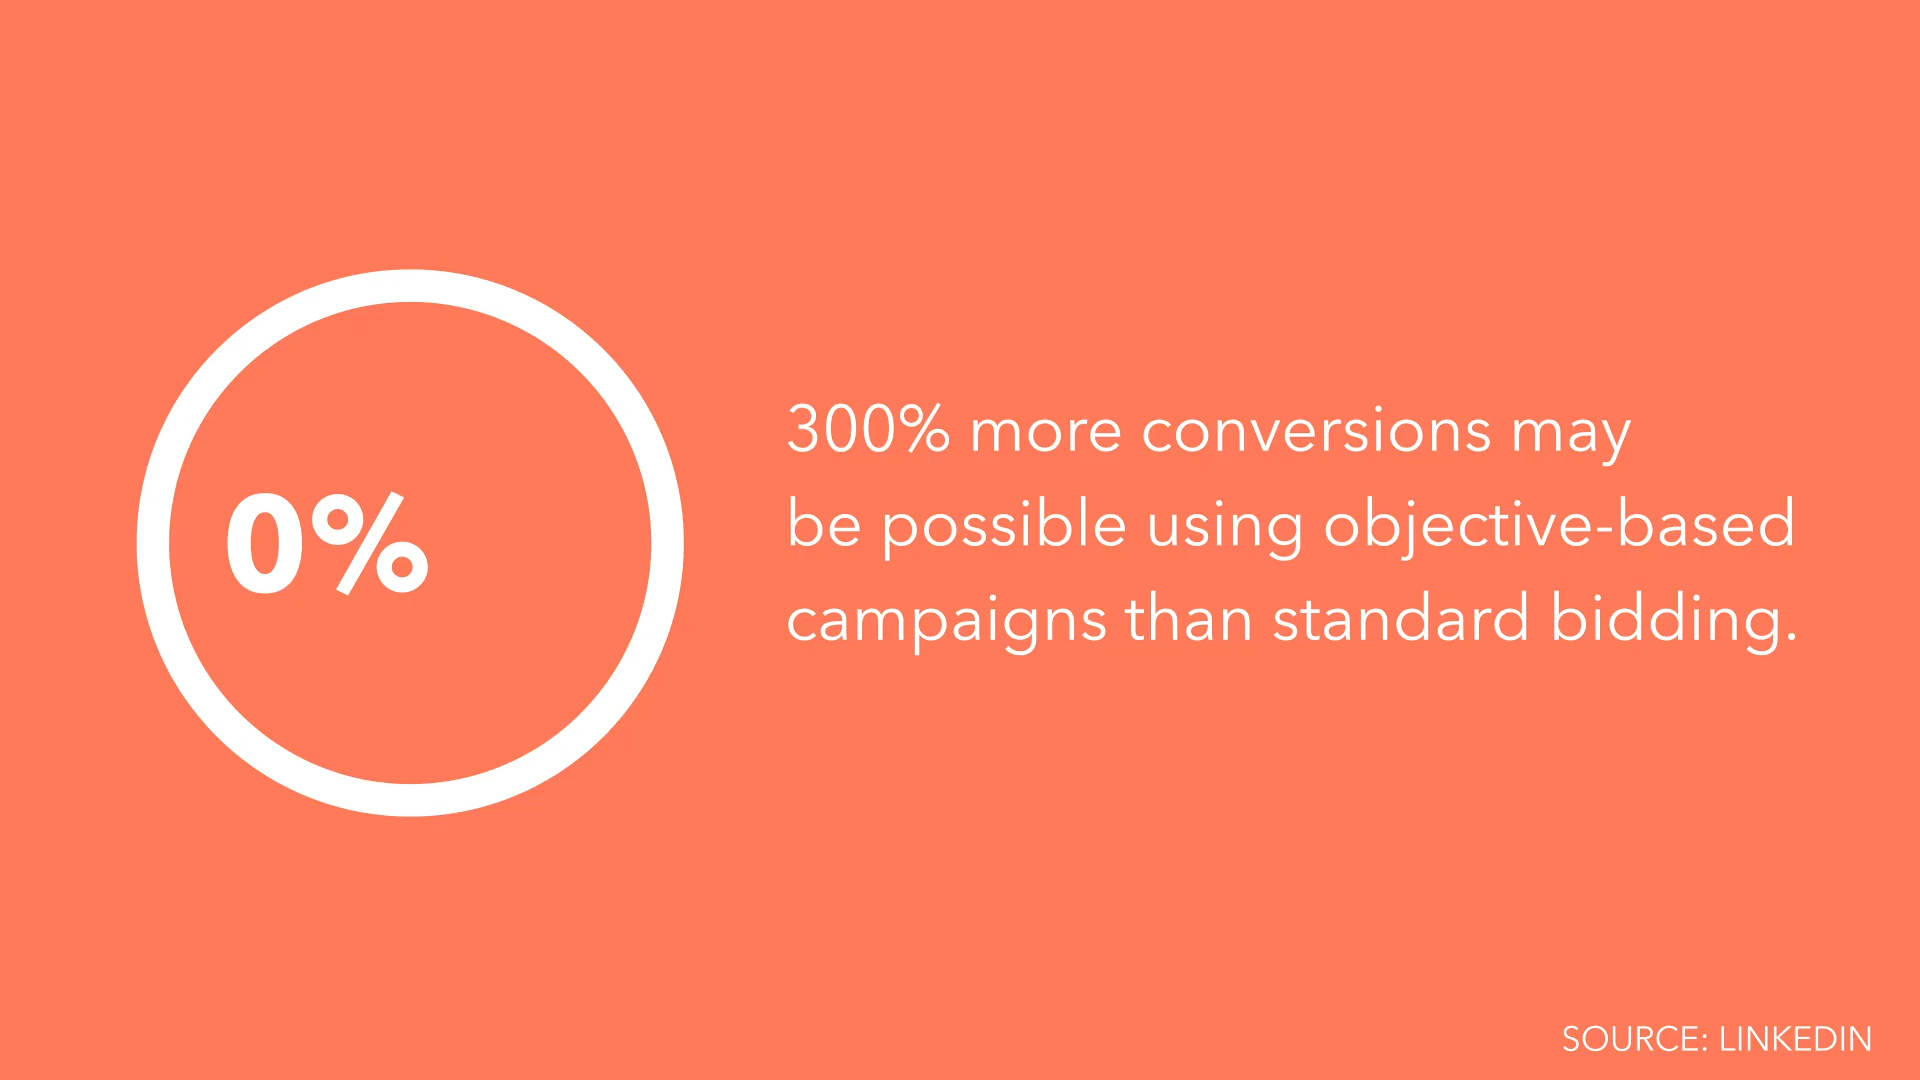 0%
300% more conversions may
be possible using objective-based
campaigns than standard bidding.
SOURCE: LINKEDIN